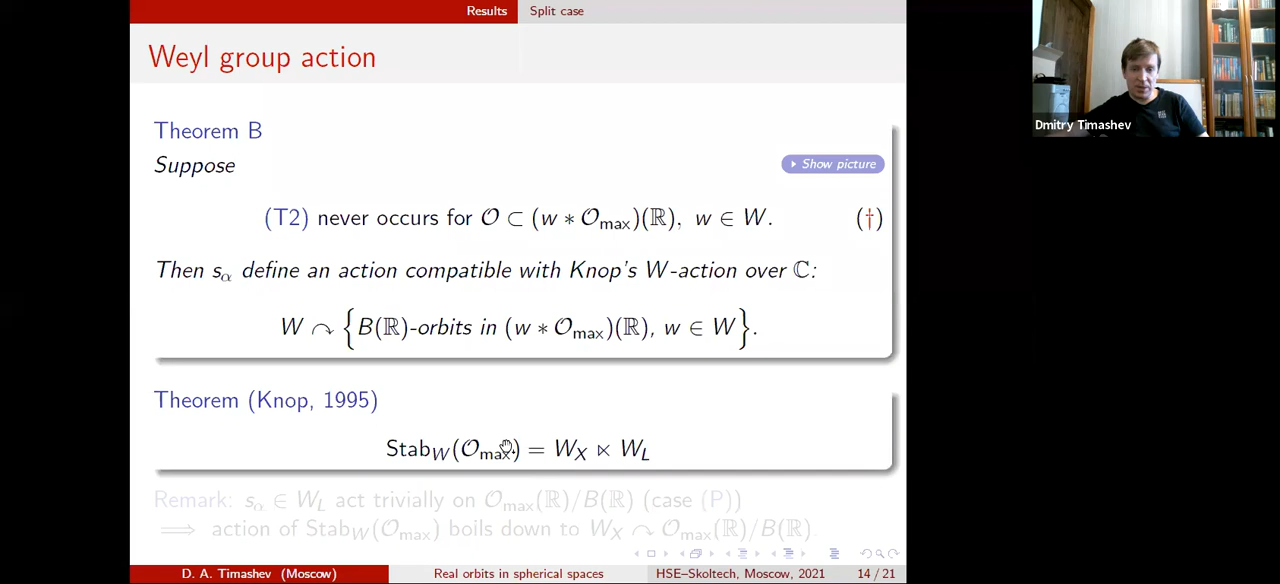 Results Split case
Weyl group action
Theorem B
Suppose
Show picture
(T2) never occurs for 𝒪 ⊂ (w ∗ 𝒪max)(ℝ), w ∈ W. (†)
Then sα define an action compatible with Knop's W-action over ℂ:
W ↷ {B(ℝ)-orbits in (w ∗ 𝒪max)(ℝ), w ∈ W}.
Theorem (Knop, 1995)
StabW(𝒪max) = WX ⋉ WL
Remark: sα ∈ WL act trivially on 𝒪max(ℝ)/B(ℝ) (case (P))
⟹ action of StabW(𝒪max) boils down to WX ↷ 𝒪max(ℝ)/B(ℝ).
D. A. Timashev (Moscow) Real orbits in spherical spaces HSE–Skoltech, Moscow, 2021 14 / 21
Dmitry Timashev